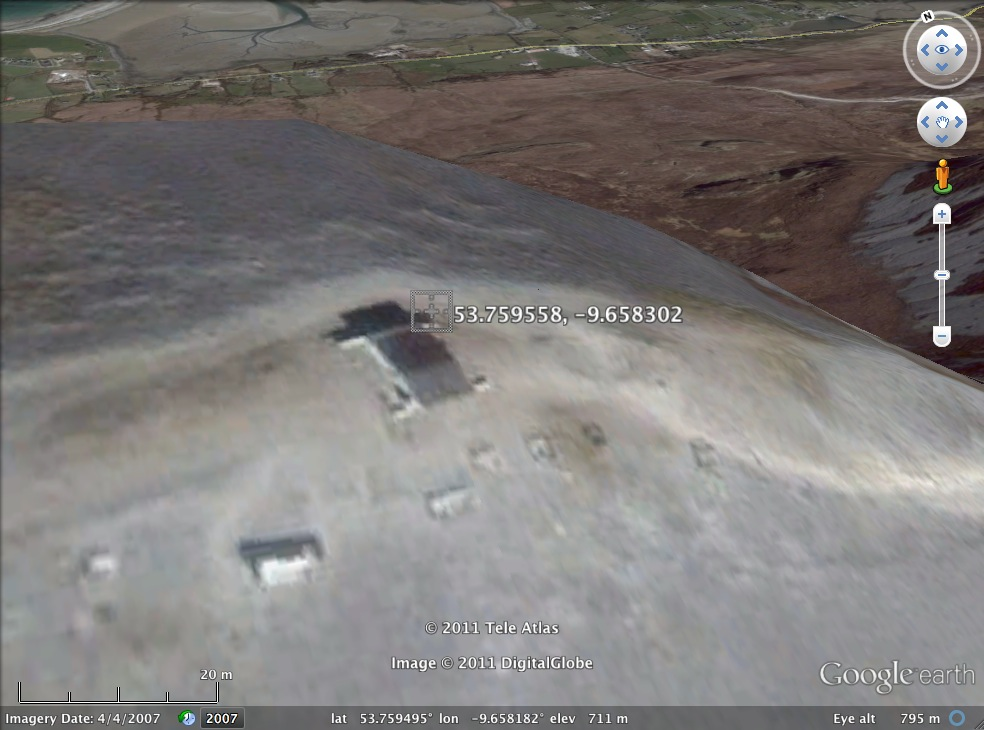 N
53.759558, -9.658302
© 2011 Tele Atlas
Image © 2011 DigitalGlobe
Google earth
20 m
Imagery Date: 4/4/2007
2007
lat 53.759495° lon -9.658182° elev 711 m
Eye alt 795 m